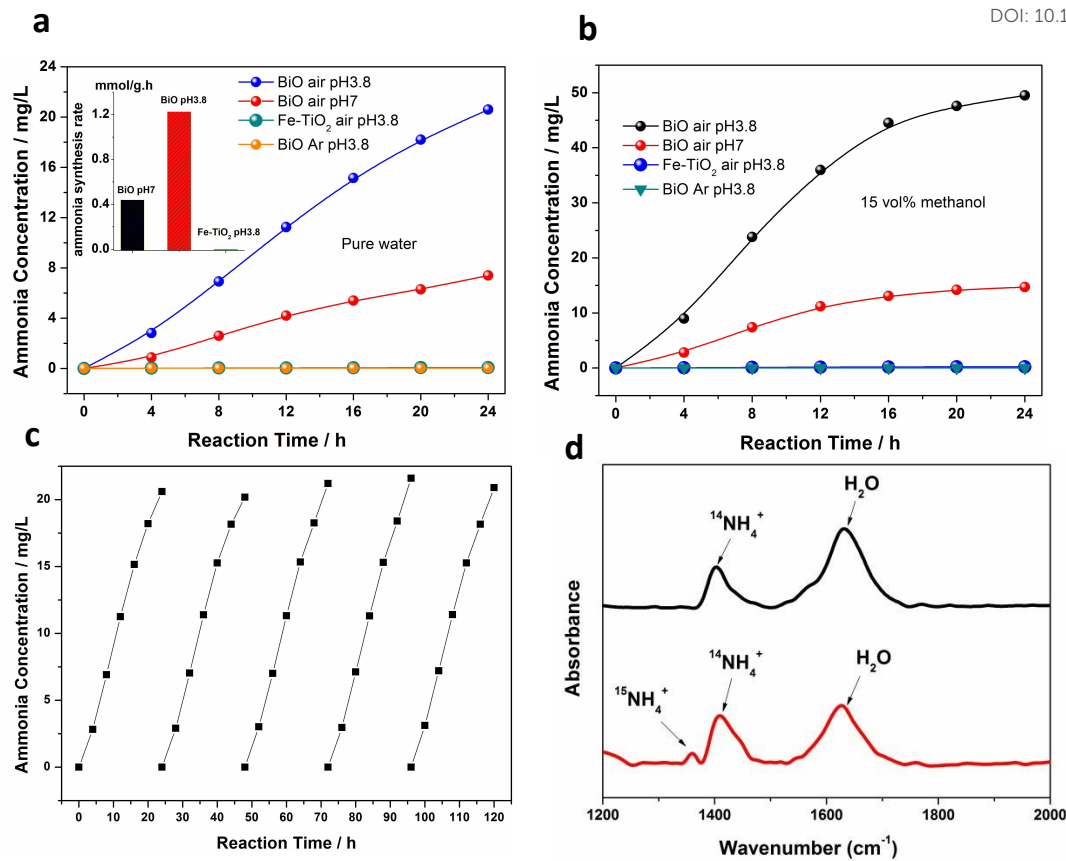 DOI: 10.1
a
24
20
16
12
8
4
0
0
4
8
12
16
20
24
Ammonia Concentration / mg/L
Reaction Time / h
BiO air pH3.8
BiO air pH7
Fe-TiO₂ air pH3.8
BiO Ar pH3.8
Pure water
mmol/g.h
ammonia synthesis rate
1.2
0.8
0.4
0.0
BiO pH3.8
BiO pH7
Fe-TiO₂ pH3.8
b
50
40
30
20
10
0
0
4
8
12
16
20
24
Ammonia Concentration / mg/L
Reaction Time / h
BiO air pH3.8
BiO air pH7
Fe-TiO₂ air pH3.8
BiO Ar pH3.8
15 vol% methanol
c
20
15
10
5
0
0
10
20
30
40
50
60
70
80
90
100
110
120
Ammonia Concentration / mg/L
Reaction Time / h
d
H₂O
¹⁴NH₄⁺
¹⁴NH₄⁺
H₂O
¹⁵NH₄⁺
Absorbance
1200
1400
1600
1800
2000
Wavenumber (cm⁻¹)